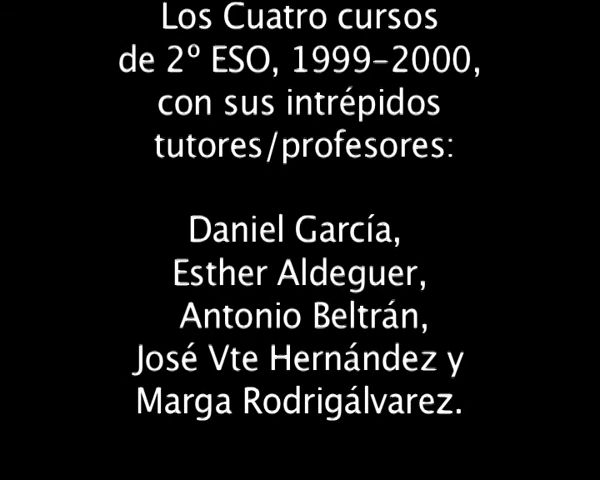 Los Cuatro cursos
de 2º ESO, 1999-2000,
con sus intrépidos
tutores/profesores:
Daniel García,
Esther Aldeguer,
Antonio Beltrán,
José Vte Hernández y
Marga Rodrigálvarez.